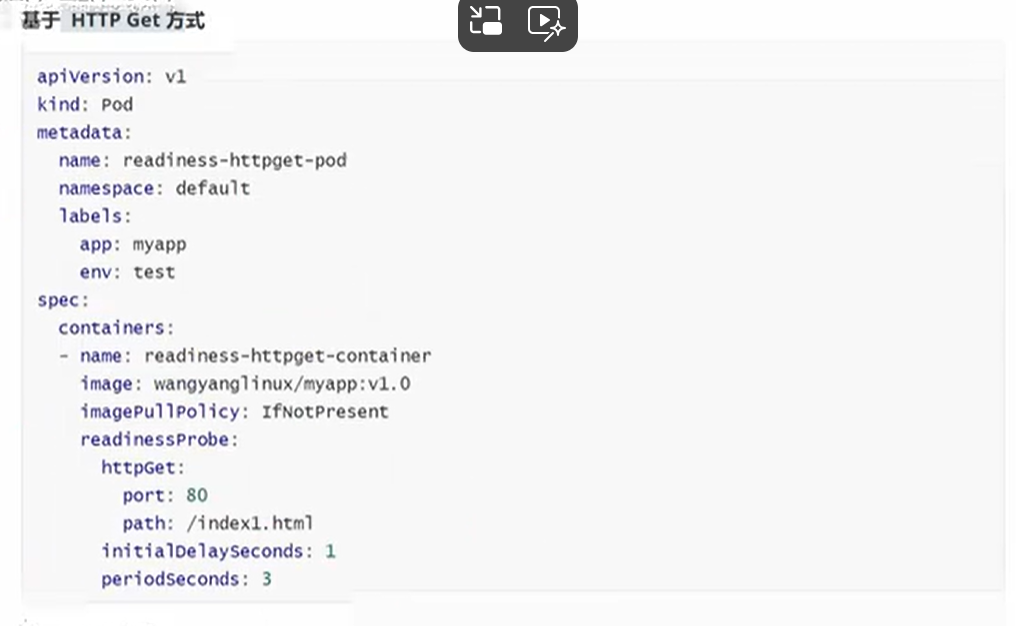 基于 HTTP Get 方式
apiVersion: v1
kind: Pod
metadata:
  name: readiness-httpget-pod
  namespace: default
  labels:
    app: myapp
    env: test
spec:
  containers:
  - name: readiness-httpget-container
    image: wangyanglinux/myapp:v1.0
    imagePullPolicy: IfNotPresent
    readinessProbe:
      httpGet:
        port: 80
        path: /index1.html
      initialDelaySeconds: 1
      periodSeconds: 3